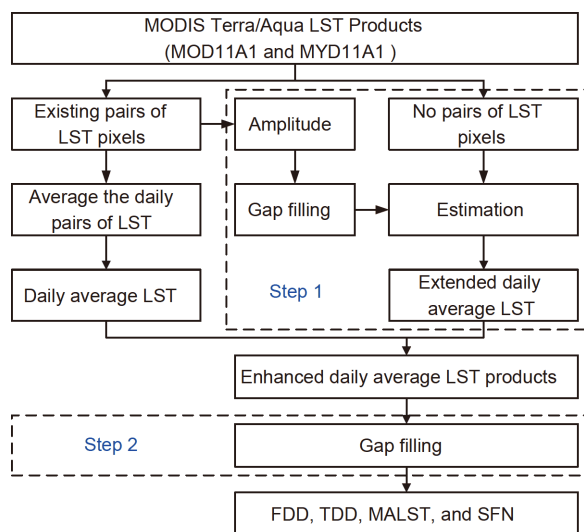 MODIS Terra/Aqua LST Products
(MOD11A1 and MYD11A1 )
Existing pairs of
LST pixels
Amplitude
No pairs of LST
pixels
Average the daily
pairs of LST
Gap filling
Estimation
Daily average LST
Step 1
Extended daily
average LST
Enhanced daily average LST products
Step 2
Gap filling
FDD, TDD, MALST, and SFN